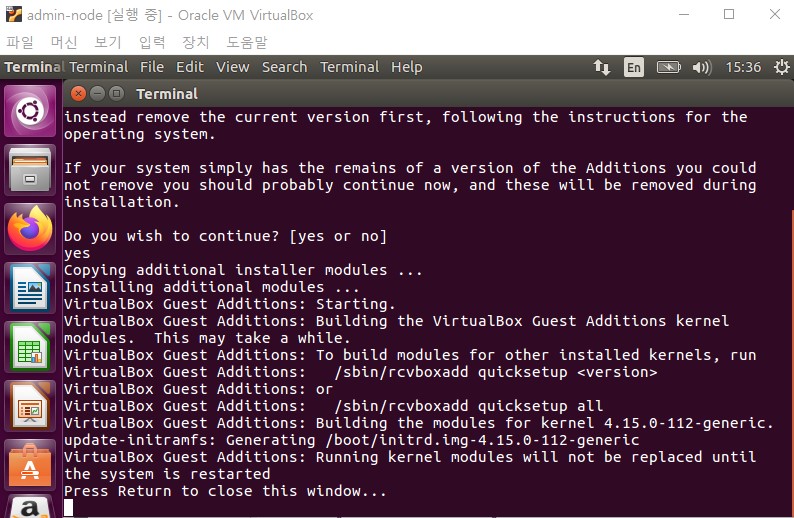 admin-node [실행 중] - Oracle VM VirtualBox
파일 머신 보기 입력 장치 도움말
Terminal Terminal File Edit View Search Terminal Help En 15:36
Terminal
instead remove the current version first, following the instructions for the
operating system.
If your system simply has the remains of a version of the Additions you could
not remove you should probably continue now, and these will be removed during
installation.
Do you wish to continue? [yes or no]
yes
Copying additional installer modules ...
Installing additional modules ...
VirtualBox Guest Additions: Starting.
VirtualBox Guest Additions: Building the VirtualBox Guest Additions kernel
modules.  This may take a while.
VirtualBox Guest Additions: To build modules for other installed kernels, run
VirtualBox Guest Additions:   /sbin/rcvboxadd quicksetup <version>
VirtualBox Guest Additions: or
VirtualBox Guest Additions:   /sbin/rcvboxadd quicksetup all
VirtualBox Guest Additions: Building the modules for kernel 4.15.0-112-generic.
update-initramfs: Generating /boot/initrd.img-4.15.0-112-generic
VirtualBox Guest Additions: Running kernel modules will not be replaced until
the system is restarted
Press Return to close this window...